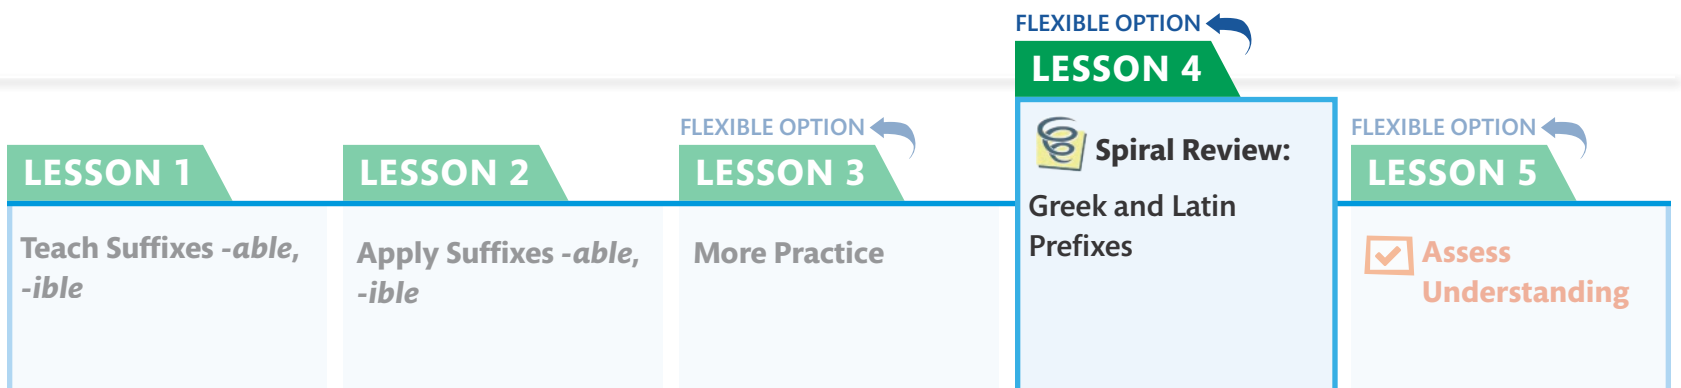 FLEXIBLE OPTION
LESSON 4
Spiral Review:
Greek and Latin
Prefixes
LESSON 1
Teach Suffixes -able,
-ible
LESSON 2
Apply Suffixes -able,
-ible
FLEXIBLE OPTION
LESSON 3
More Practice
FLEXIBLE OPTION
LESSON 5
Assess
Understanding